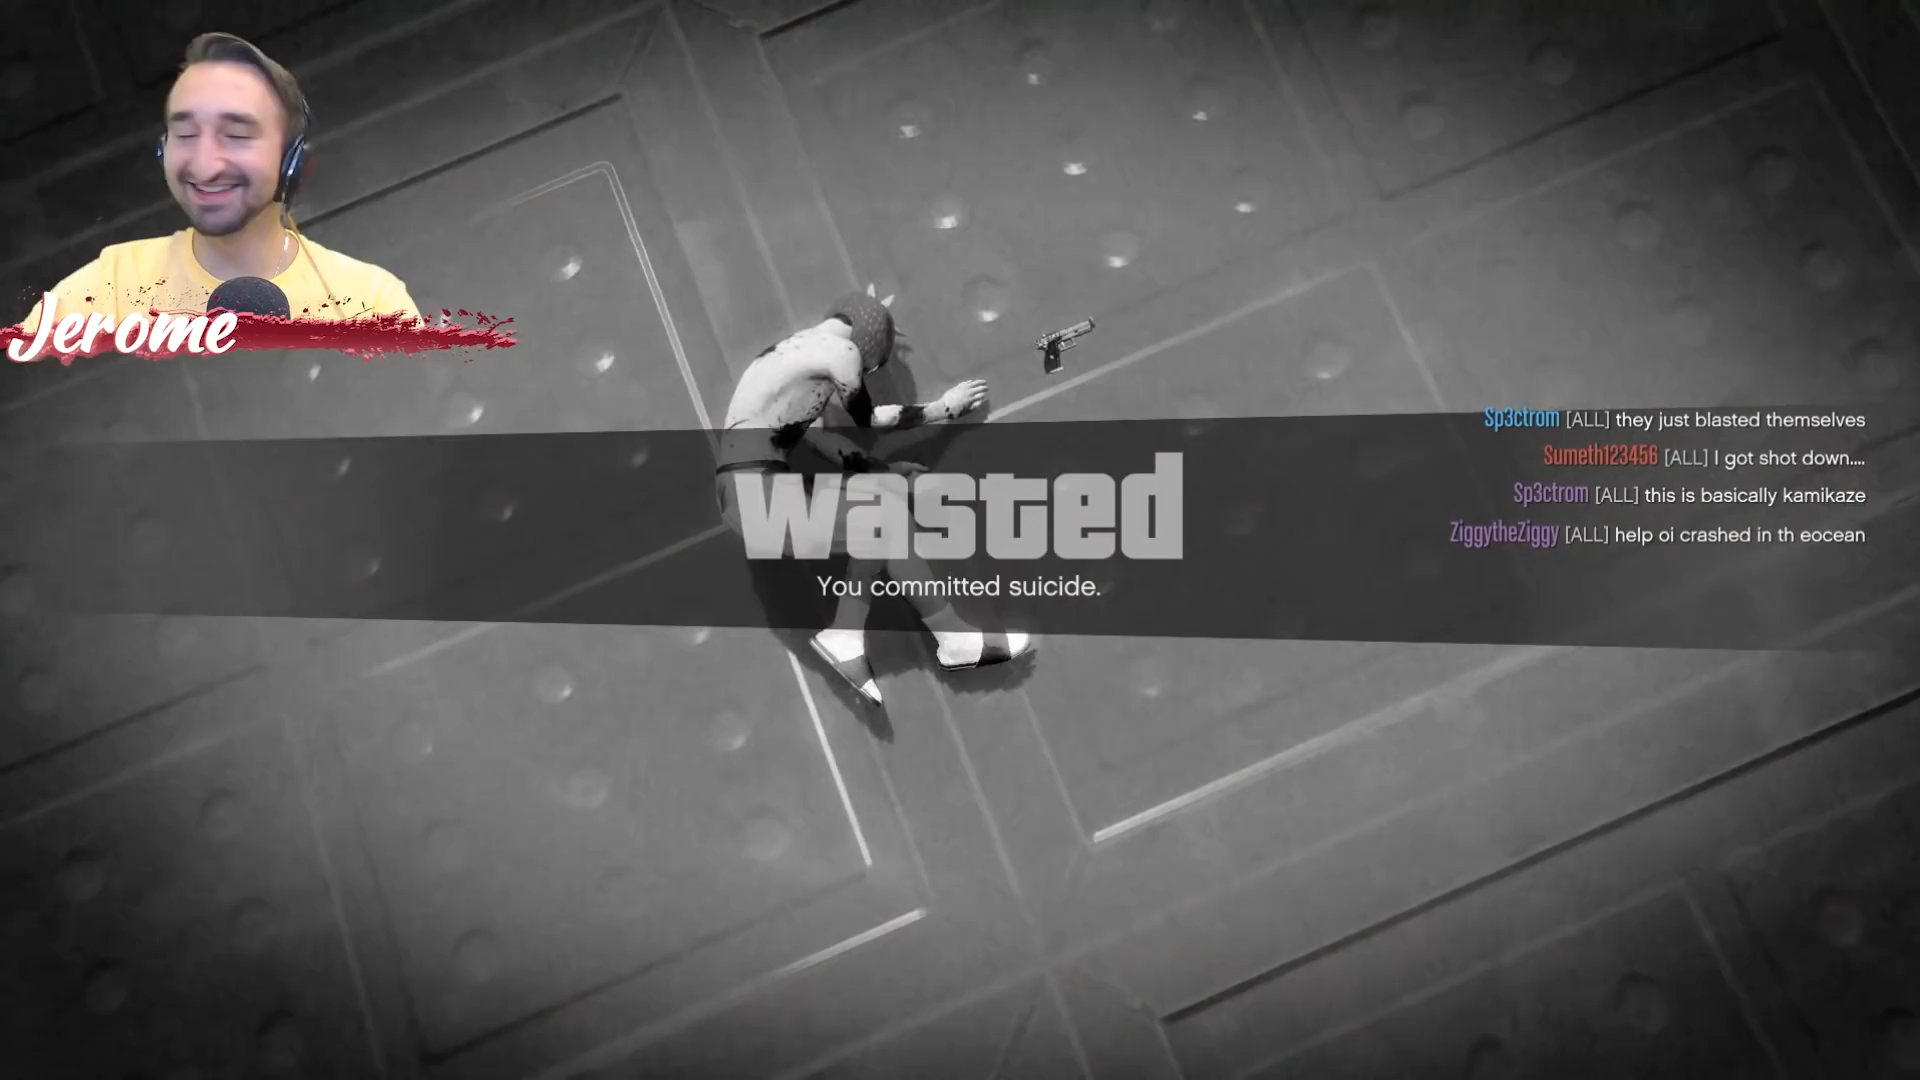 Jerome
Sp3ctrom [ALL] they just blasted themselves
Sumeth123456 [ALL] I got shot down....
Sp3ctrom [ALL] this is basically kamikaze
ZiggytheZiggy [ALL] help oi crashed in th eocean
wasted
You committed suicide.